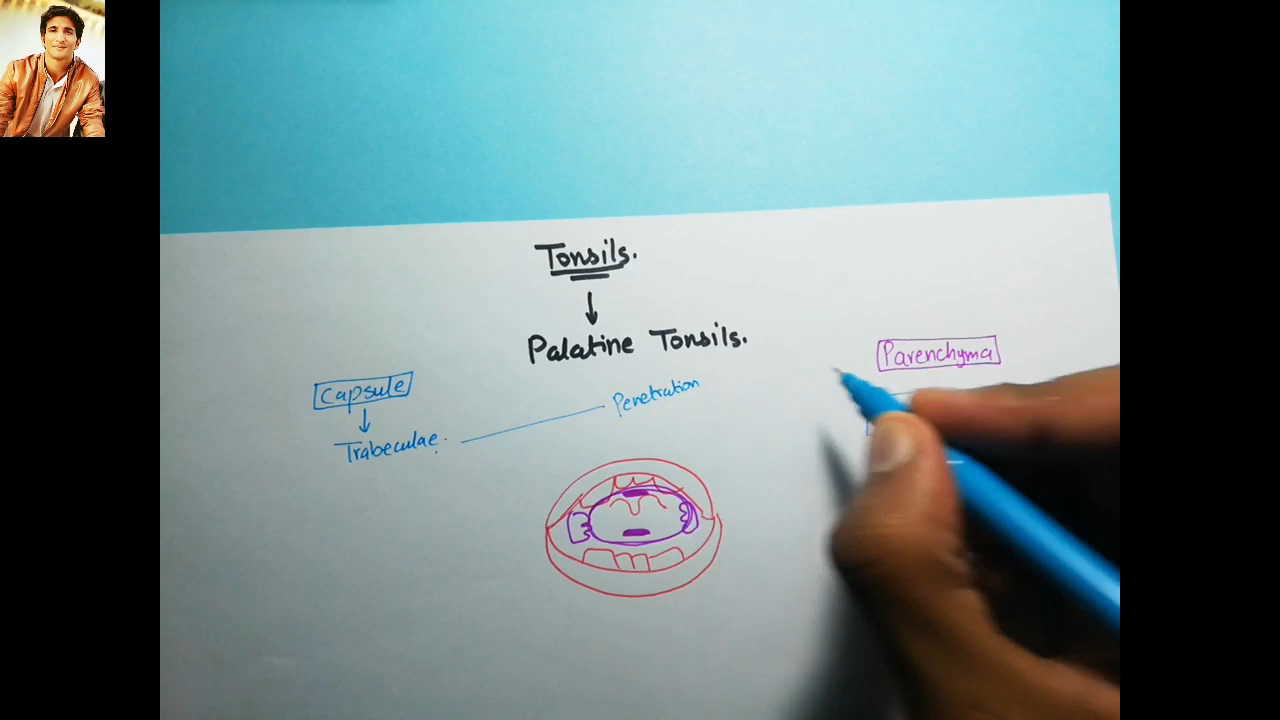 Tonsils.
Palatine Tonsils.
Parenchyma
Capsule
Penetration
Trabeculae.